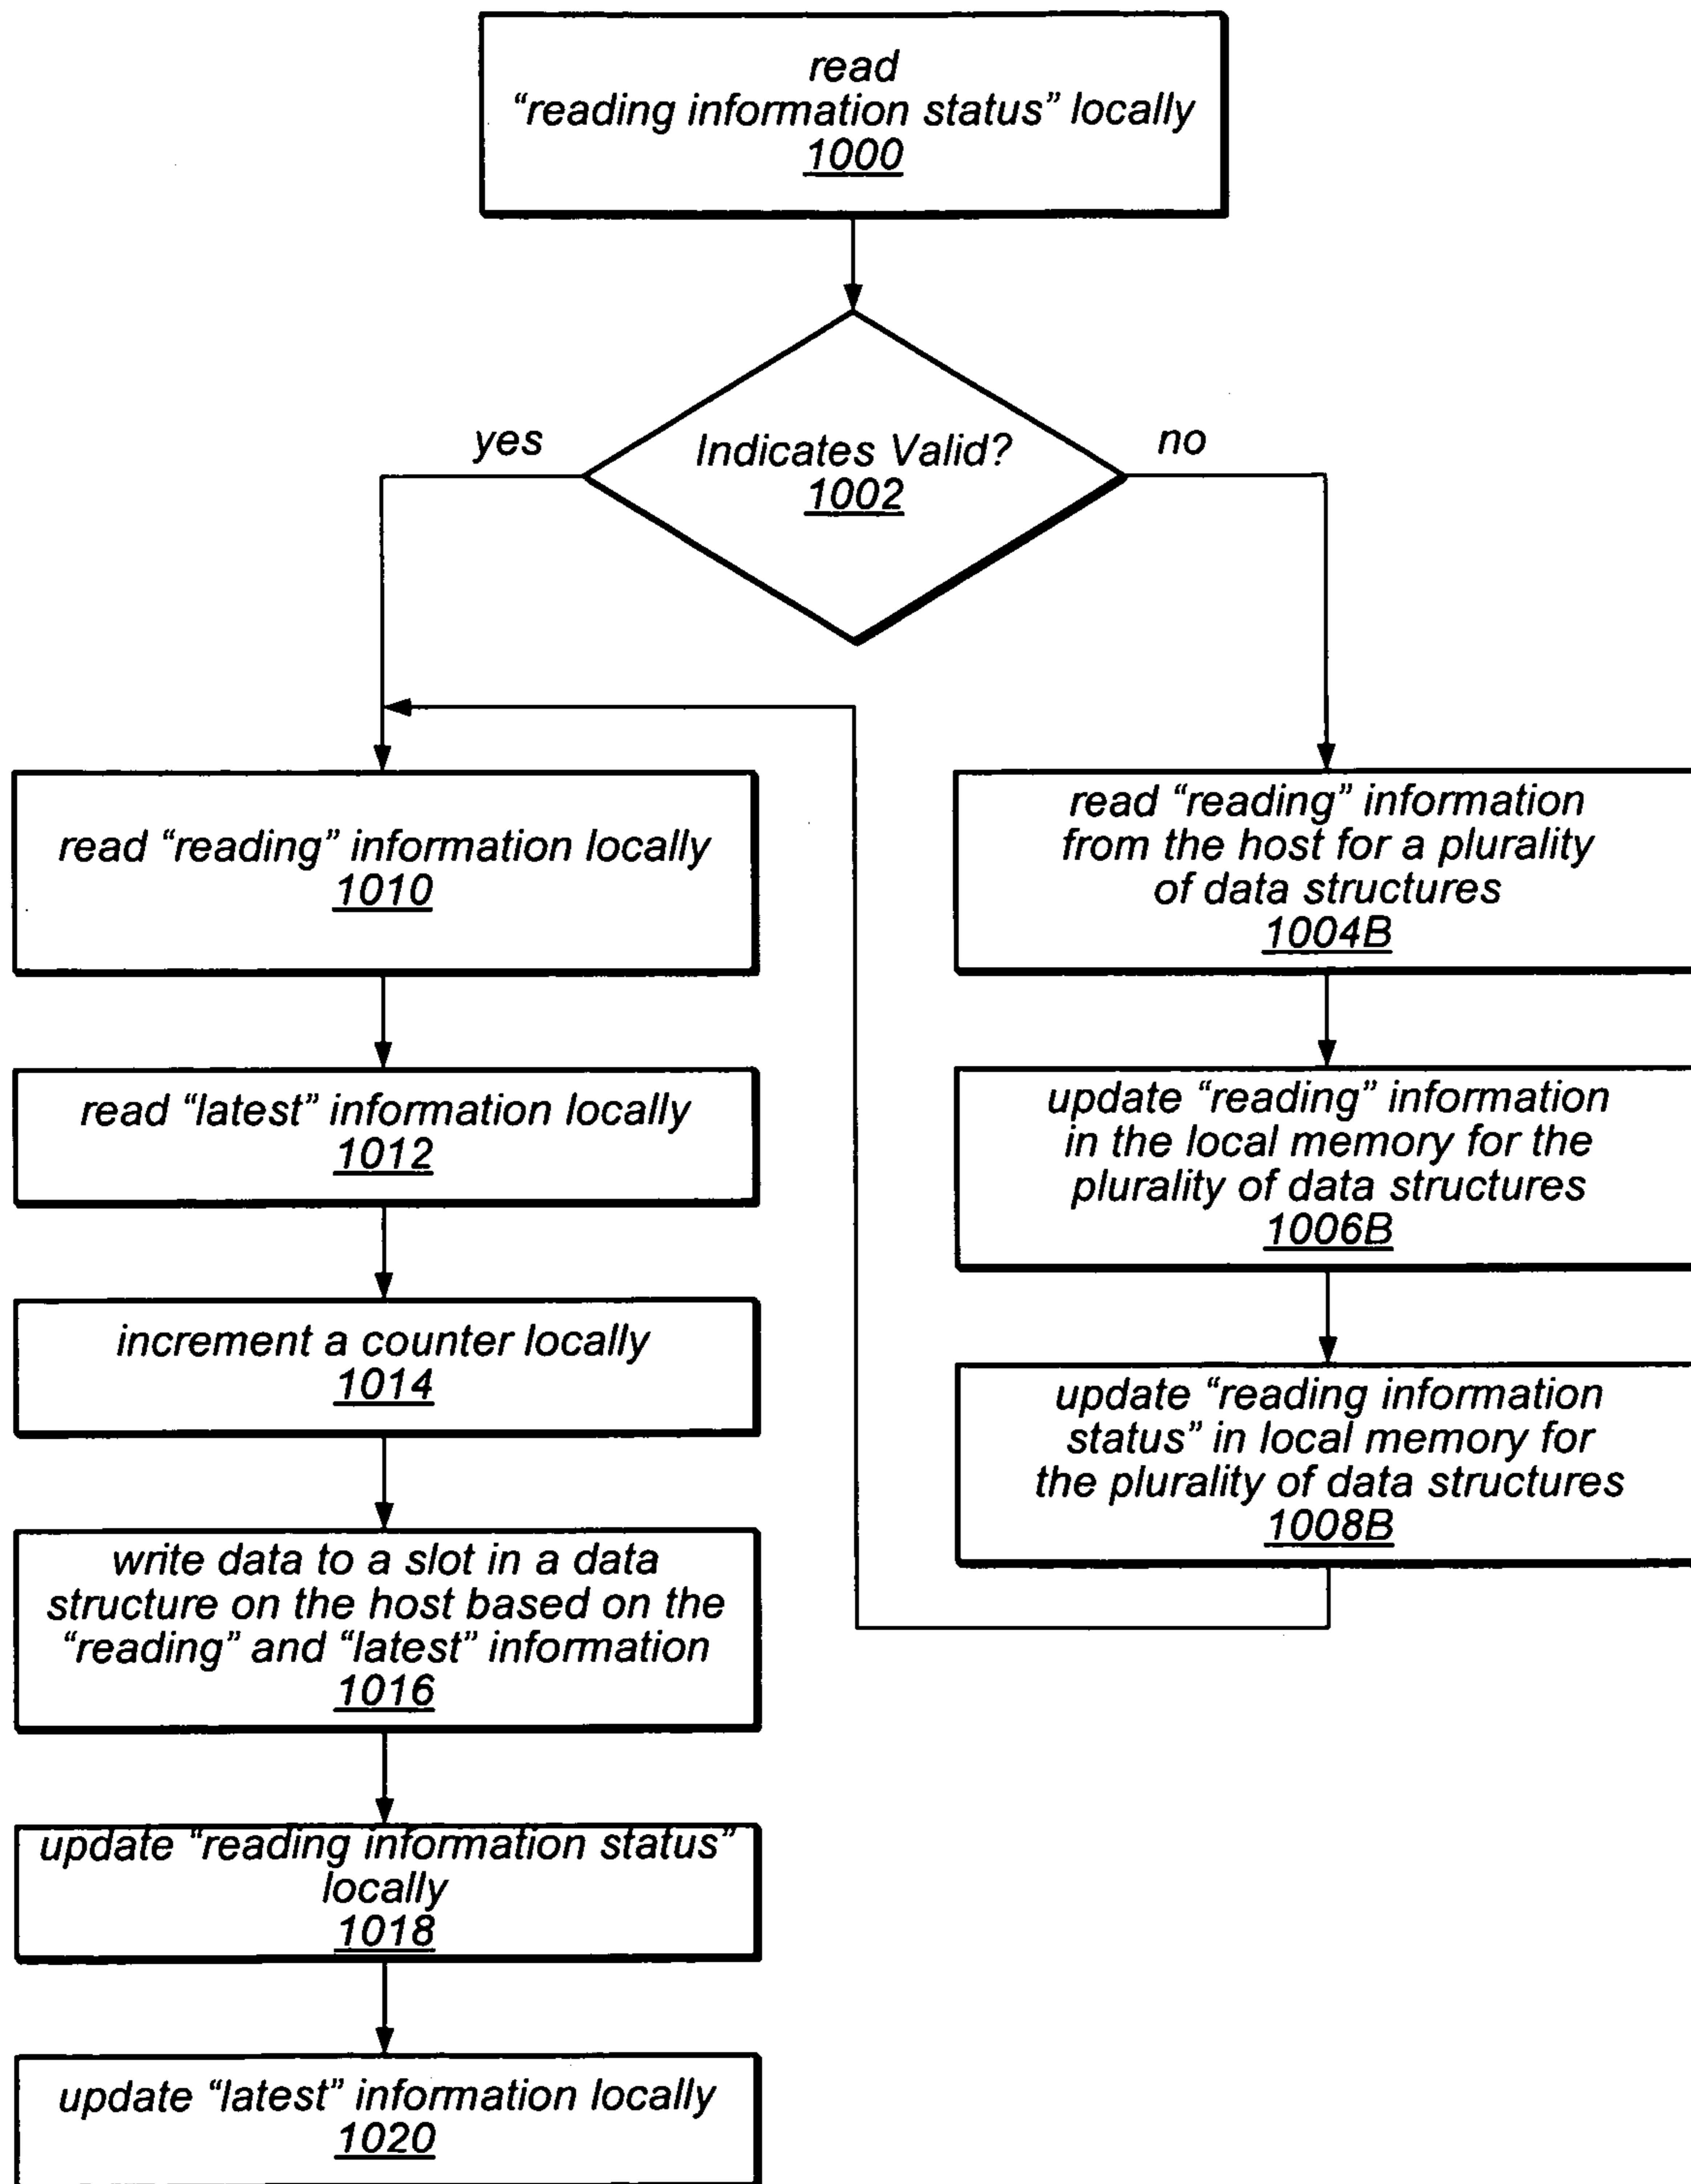 read
“reading information status” locally
1000
Indicates Valid?
1002
yes
no
read “reading” information locally
1010
read “latest” information locally
1012
increment a counter locally
1014
write data to a slot in a data
structure on the host based on the
“reading” and “latest” information
1016
update “reading information status”
locally
1018
update “latest” information locally
1020
read “reading” information
from the host for a plurality
of data structures
1004B
update “reading” information
in the local memory for the
plurality of data structures
1006B
update “reading information
status” in local memory for
the plurality of data structures
1008B